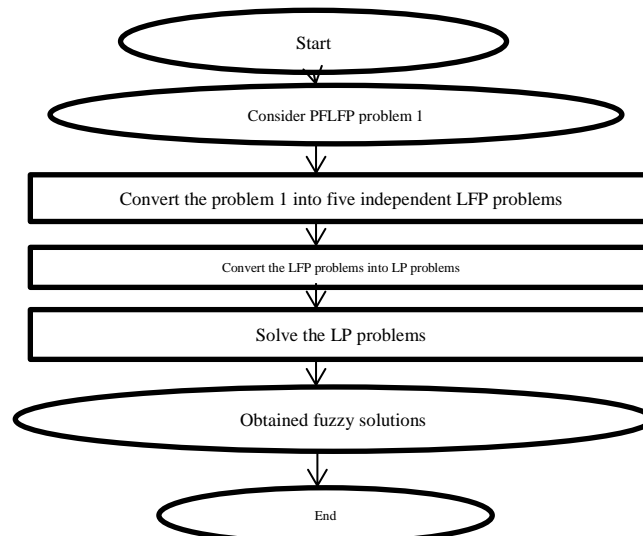 Start
Consider PFLFP problem 1
Convert the problem 1 into five independent LFP problems
Convert the LFP problems into LP problems
Solve the LP problems
Obtained fuzzy solutions
End